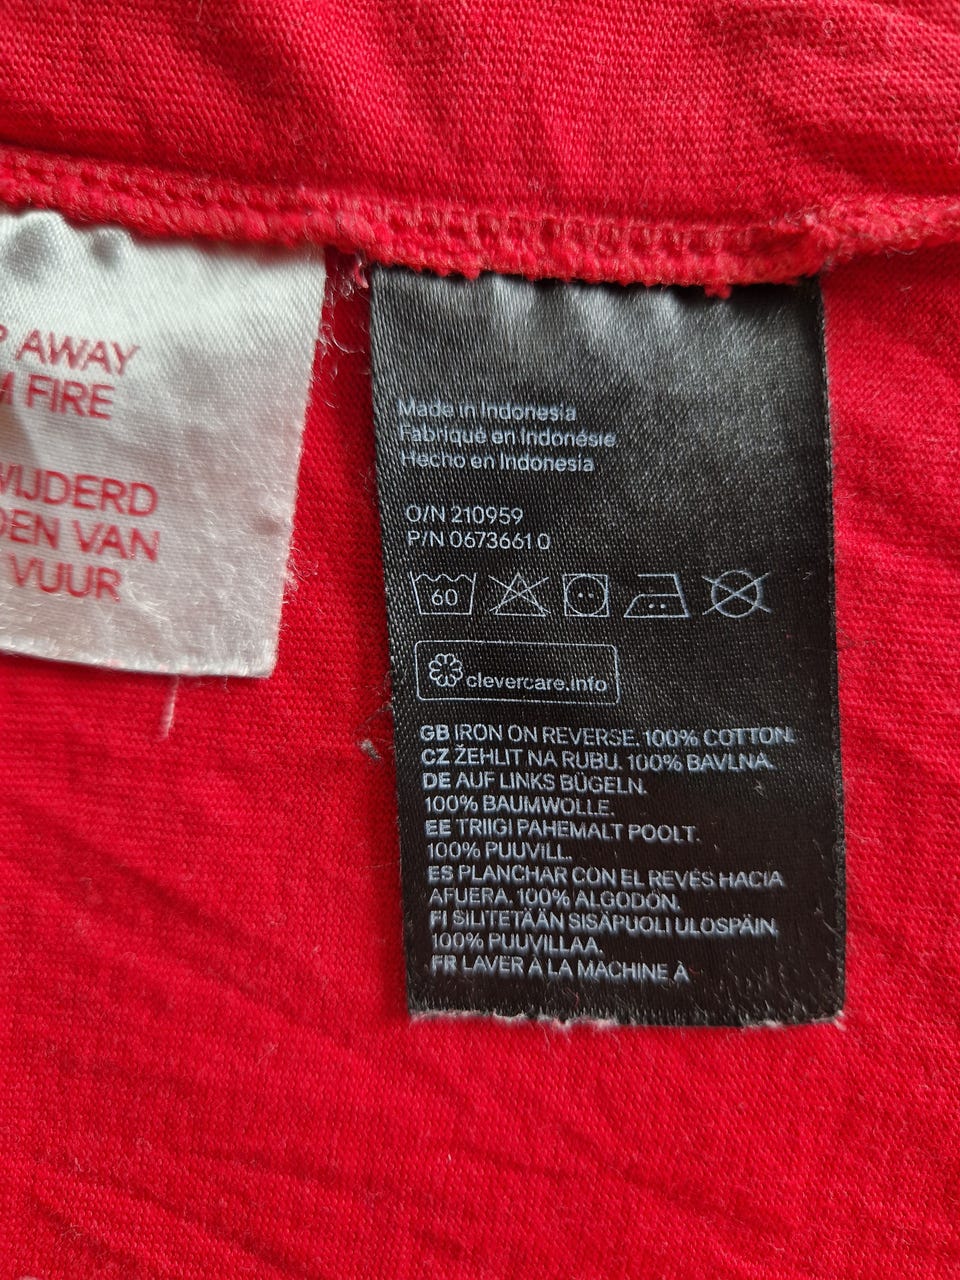 AWAY
FIRE
WIJDERD
DEN VAN
VUUR
Made in Indonesia
Fabriqué en Indonésie
Hecho en Indonesia
O/N 210959
P/N 0673661 0
60
clevercare.info
GB IRON ON REVERSE. 100% COTTON.
CZ ŽEHLIT NA RUBU. 100% BAVLNA.
DE AUF LINKS BÜGELN.
100% BAUMWOLLE.
EE TRIIGI PAHEMALT POOLT.
100% PUUVILL.
ES PLANCHAR CON EL REVÉS HACIA
AFUERA. 100% ALGODÓN.
FI SILITETÄÄN SISÄPUOLI ULOSPÄIN.
100% PUUVILLAA.
FR LAVER À LA MACHINE À